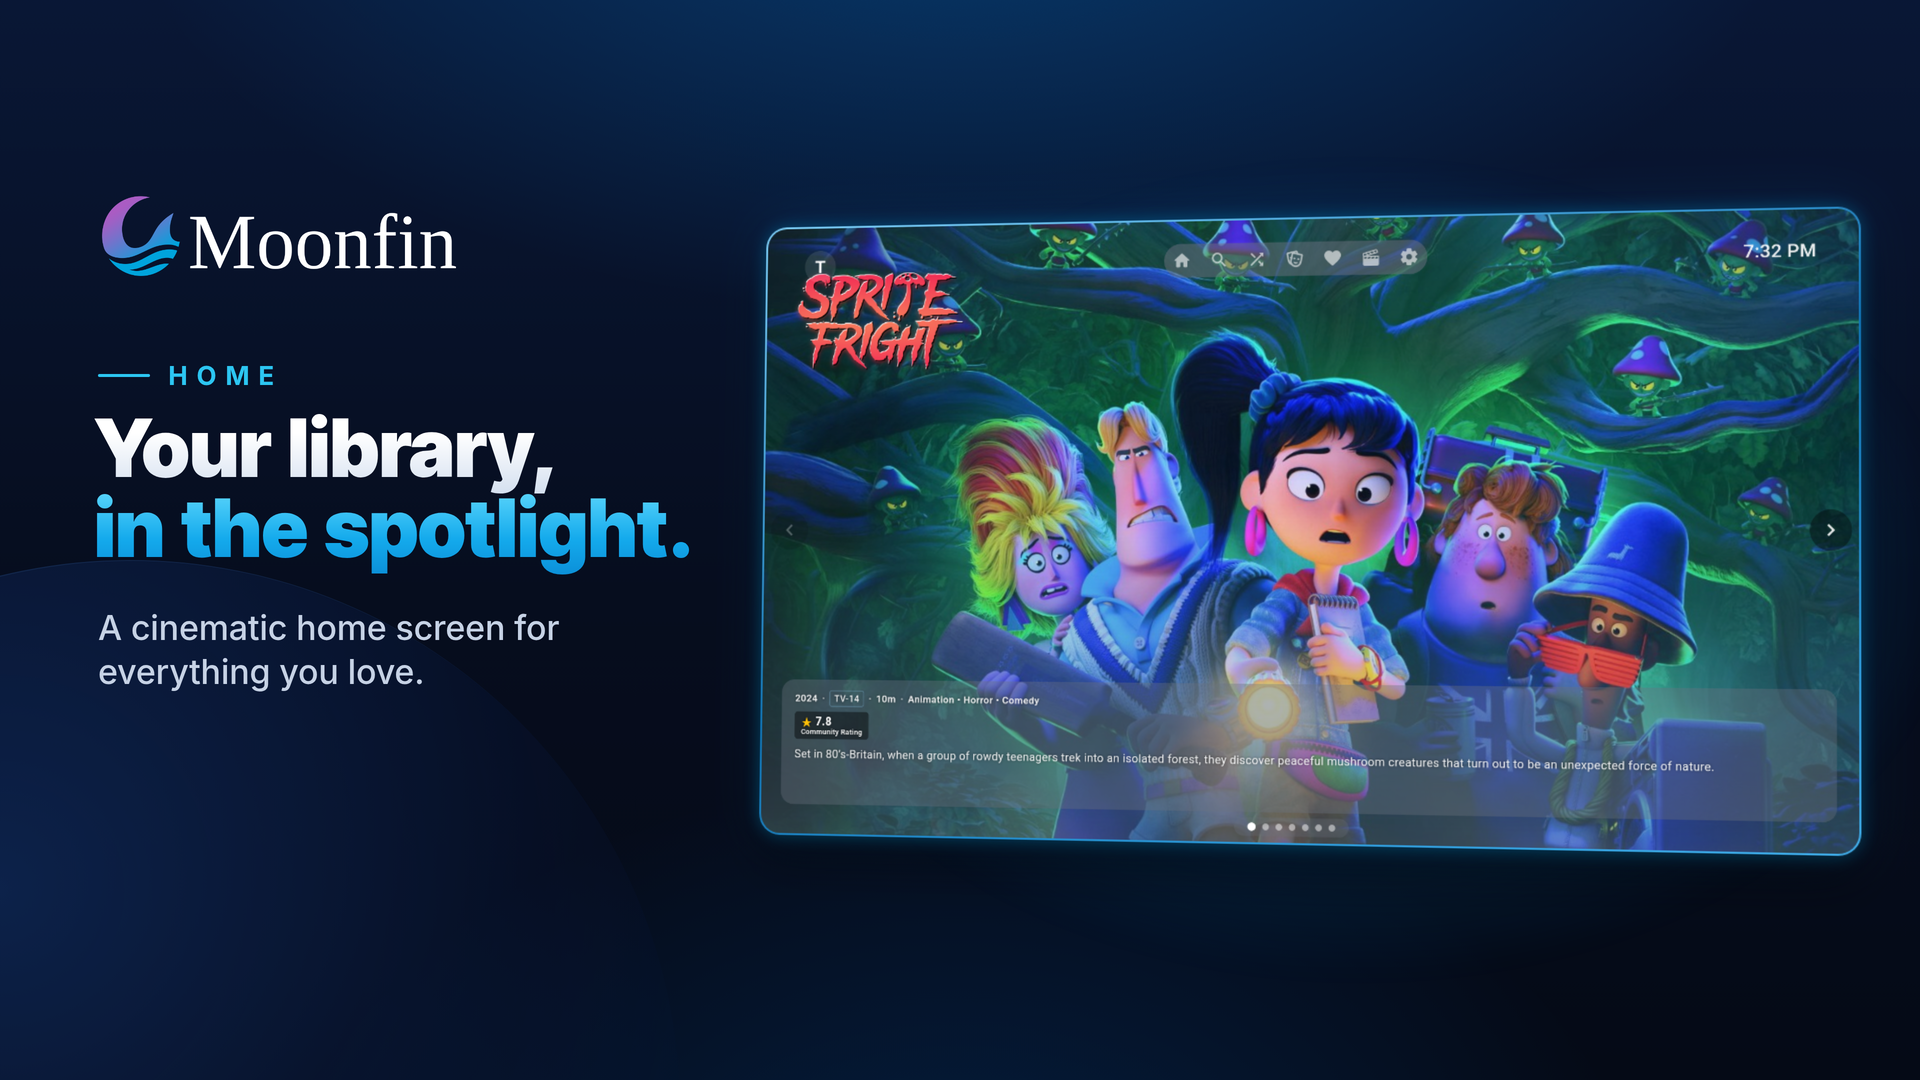 Moonfin
HOME
Your library,
in the spotlight.
A cinematic home screen for
everything you love.
T
7:32 PM
SPRITE
FRIGHT
2024 · TV-14 · 10m · Animation • Horror • Comedy
★ 7.8
Community Rating
Set in 80's-Britain, when a group of rowdy teenagers trek into an isolated forest, they discover peaceful mushroom creatures that turn out to be an unexpected force of nature.